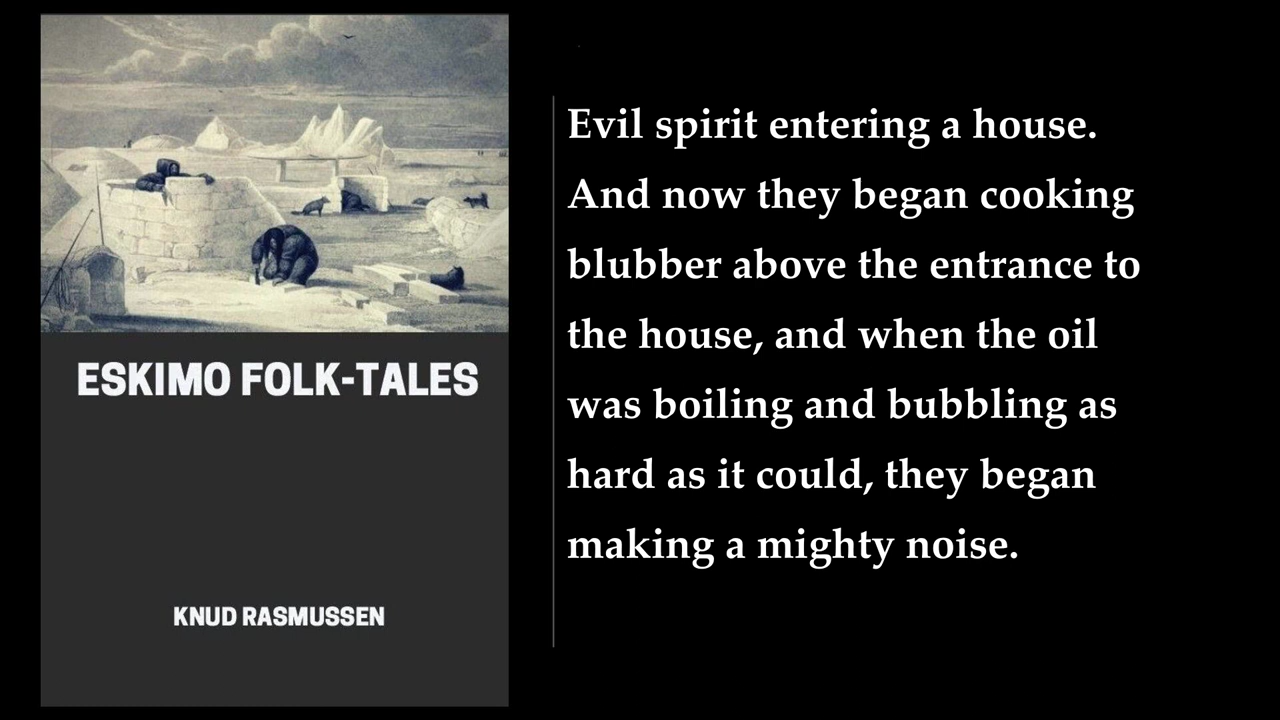 ESKIMO FOLK-TALES
KNUD RASMUSSEN
Evil spirit entering a house.
And now they began cooking
blubber above the entrance to
the house, and when the oil
was boiling and bubbling as
hard as it could, they began
making a mighty noise.